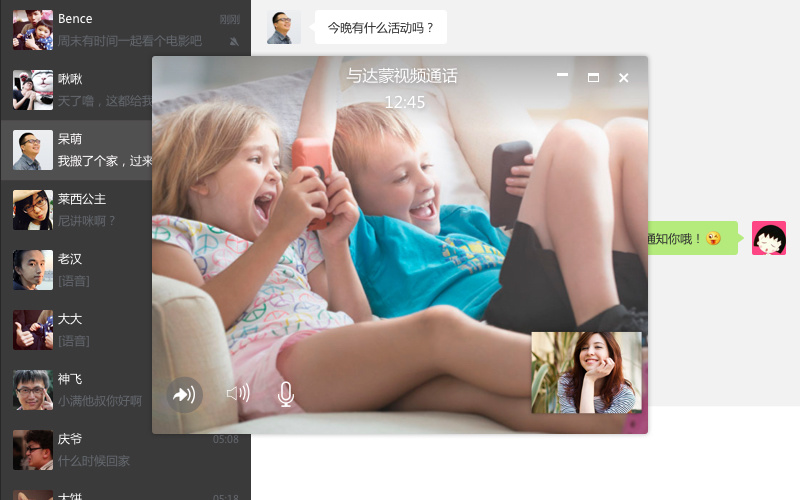 Bence
刚刚
周末有时间一起看个电影吧
啾啾
天了噜，这都给我
呆萌
我搬了个家，过来
莱西公主
尼讲咪啊？
老汉
[语音]
大大
[语音]
神飞
小满他叔你好啊
庆爷
05:08
什么时候回家
大饼
05:18
今晚有什么活动吗？
与达蒙视频通话
12:45
通知你哦！